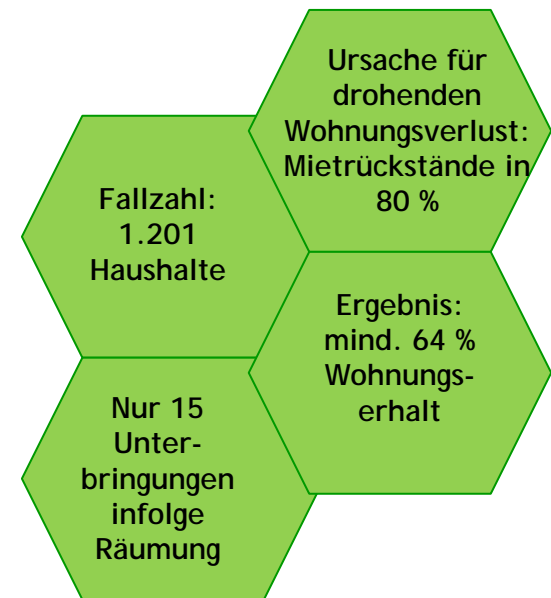 Ursache für
drohenden
Wohnungsverlust:
Mietrückstände in
80 %
Fallzahl:
1.201
Haushalte
Ergebnis:
mind. 64 %
Wohnungs-
erhalt
Nur 15
Unter-
bringungen
infolge
Räumung